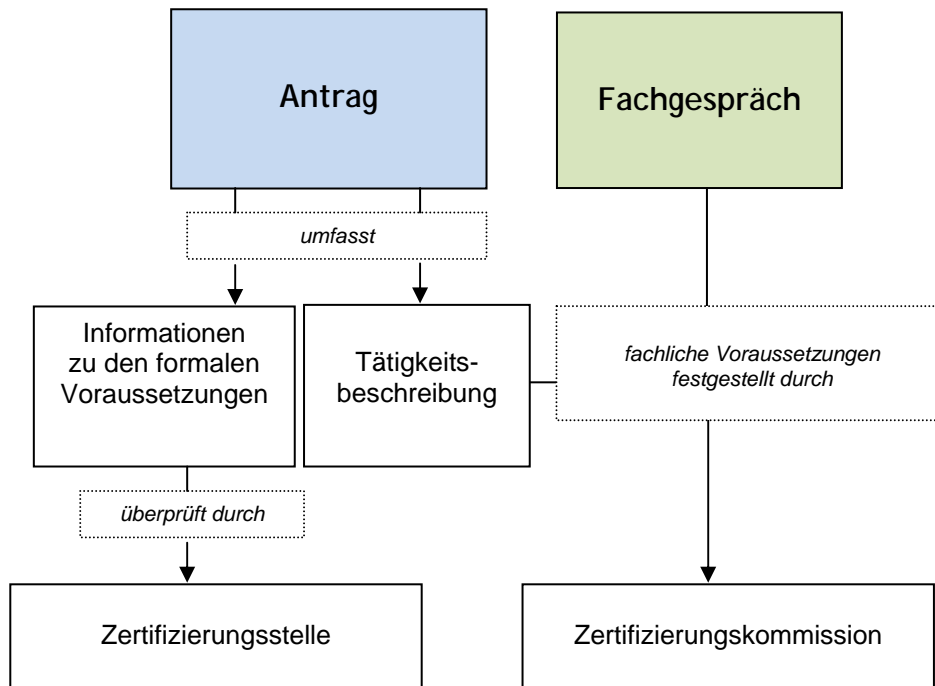 Antrag
Fachgespräch
umfasst
Informationen
zu den formalen
Voraussetzungen
Tätigkeits-
beschreibung
fachliche Voraussetzungen
festgestellt durch
überprüft durch
Zertifizierungsstelle
Zertifizierungskommission